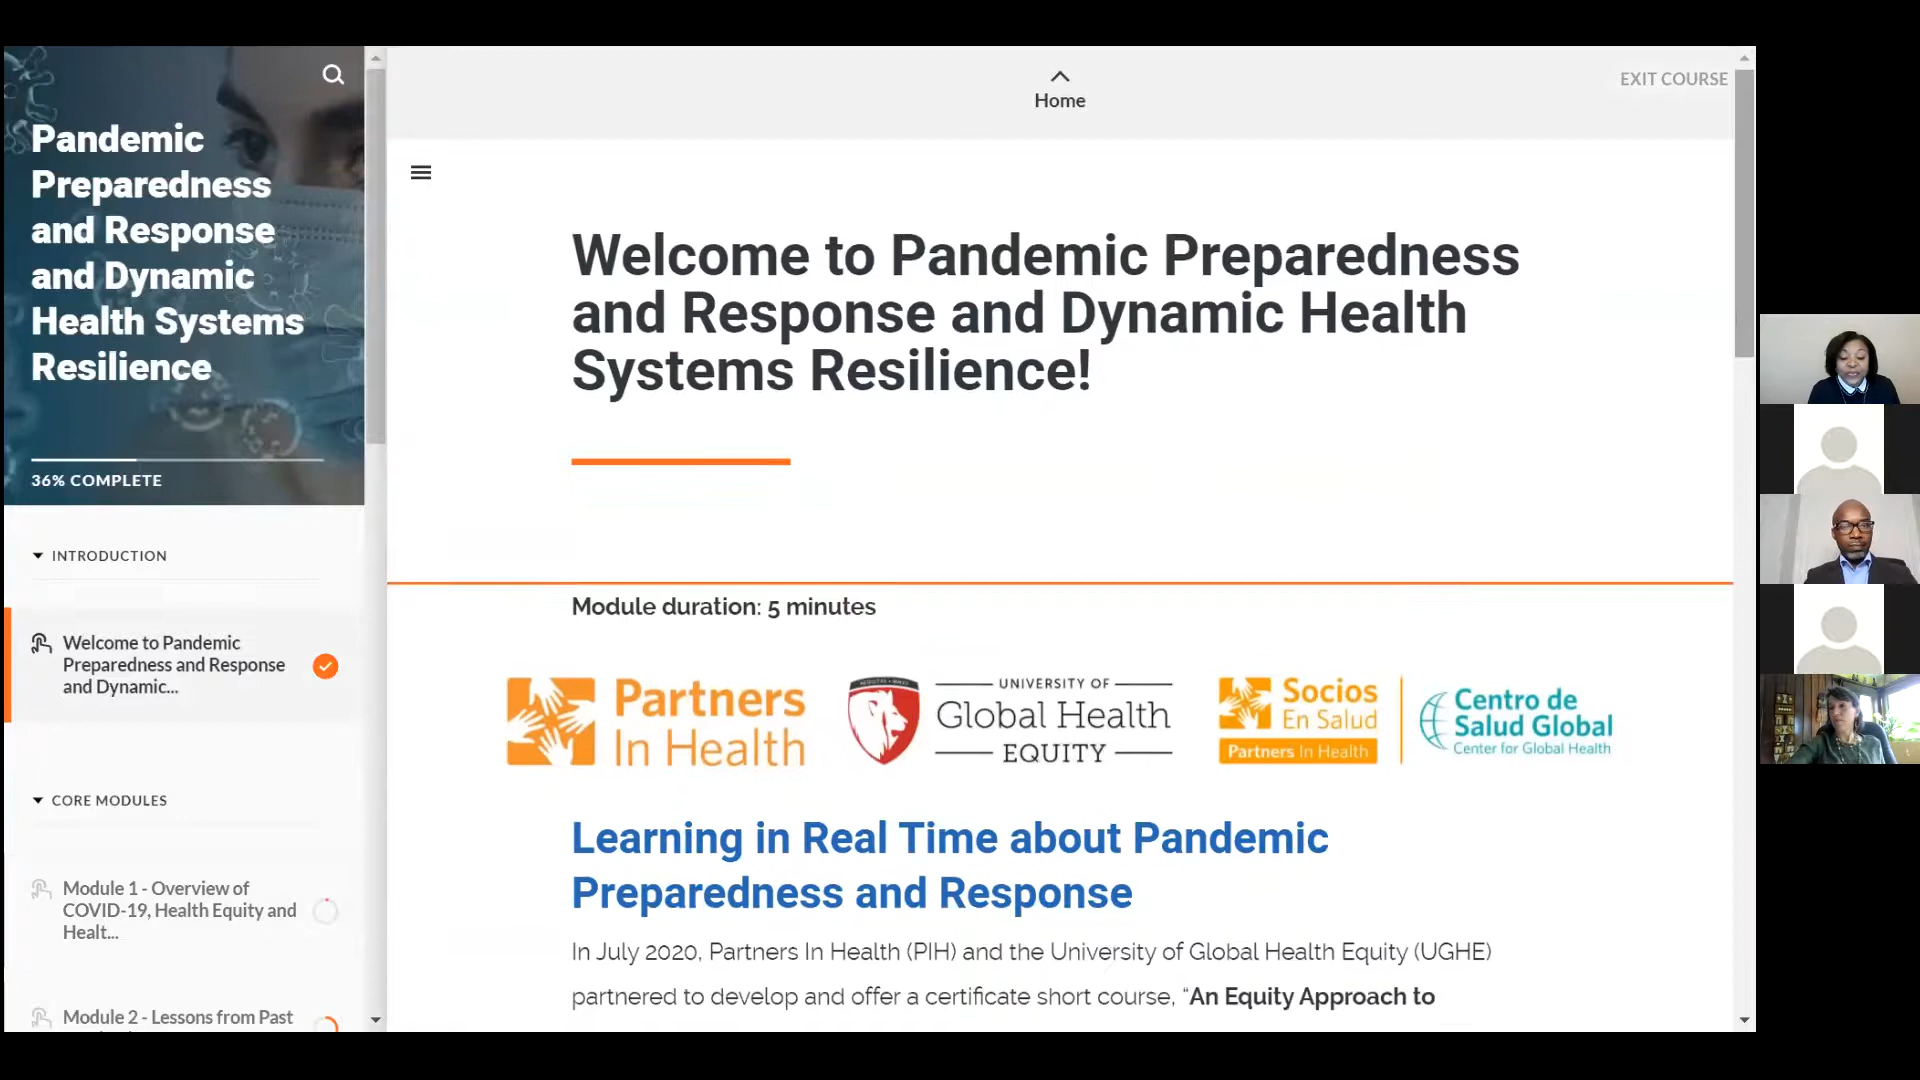 Pandemic
Preparedness
and Response
and Dynamic
Health Systems
Resilience
36% COMPLETE
INTRODUCTION
Welcome to Pandemic
Preparedness and Response
and Dynamic...
CORE MODULES
Module 1 - Overview of
COVID-19, Health Equity and
Healt...
Module 2 - Lessons from Past
Home
EXIT COURSE
Welcome to Pandemic Preparedness
and Response and Dynamic Health
Systems Resilience!
Module duration: 5 minutes
Partners
In Health
UNIVERSITY OF
Global Health
EQUITY
Socios
En Salud
Partners In Health
Centro de
Salud Global
Center for Global Health
Learning in Real Time about Pandemic
Preparedness and Response
In July 2020, Partners In Health (PIH) and the University of Global Health Equity (UGHE)
partnered to develop and offer a certificate short course, “An Equity Approach to